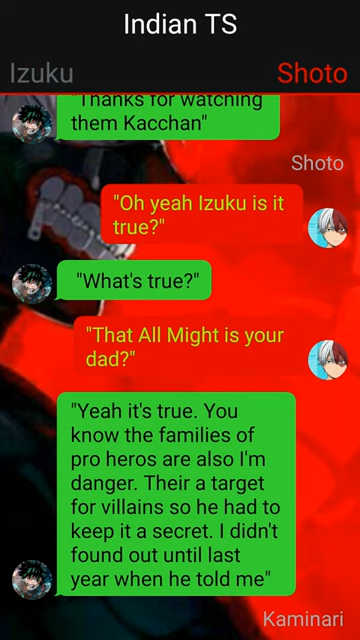 Indian TS
Izuku Shoto
"Thanks for watching
them Kacchan"
Shoto
"Oh yeah Izuku is it
true?"
"What's true?"
"That All Might is your
dad?"
"Yeah it's true. You
know the families of
pro heros are also I'm
danger. Their a target
for villains so he had to
keep it a secret. I didn't
found out until last
year when he told me"
Kaminari